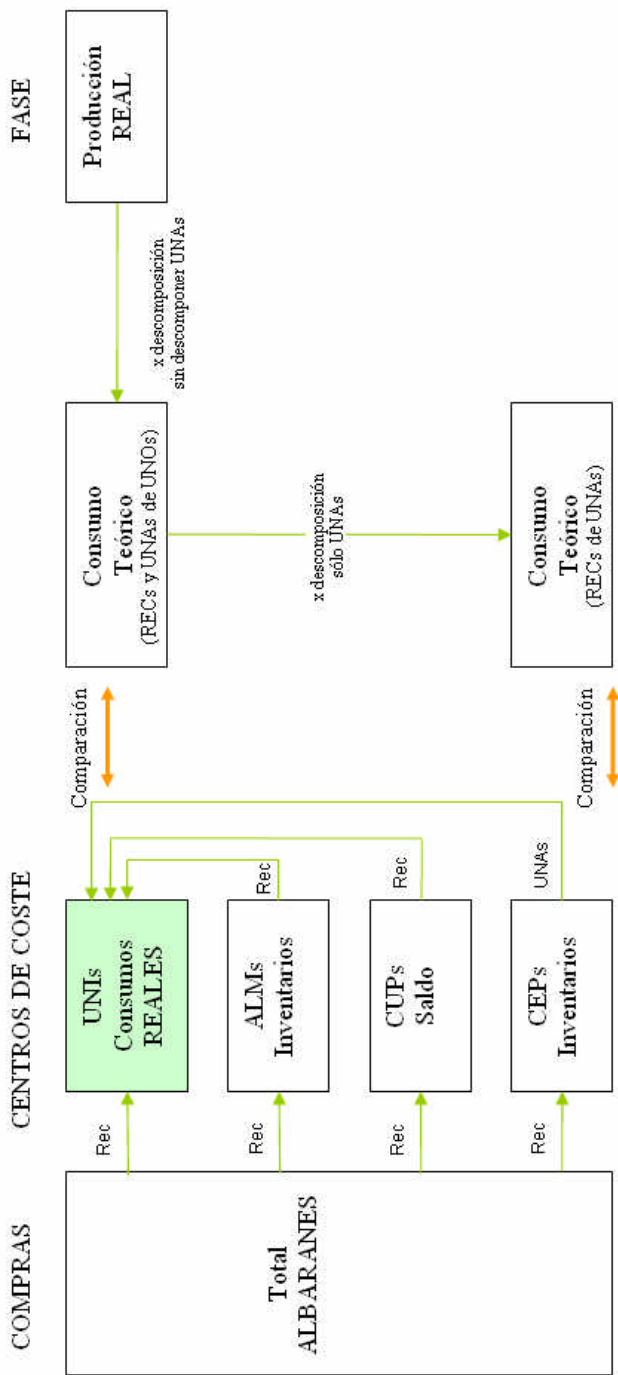 COMPRAS
CENTROS DE COSTE
FASE
Total
ALBARANES
Rec
Rec
Rec
Rec
UNIs
Consumos
REALES
ALMs
Inventarios
CUPs
Saldo
CEPs
Inventarios
Rec
Rec
UNAs
Comparación
Comparación
Consumo
Teórico
(RECs y UNAs de UNOs)
x descomposición
sólo UNAs
Consumo
Teórico
(RECs de UNAs)
x descomposición
sin descomponer UNAs
Producción
REAL